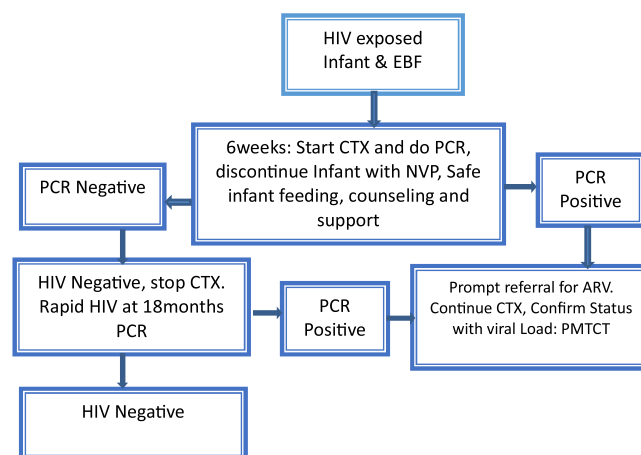 HIV exposed
Infant & EBF
6weeks: Start CTX and do PCR,
discontinue Infant with NVP, Safe
infant feeding, counseling and
support
PCR Negative
PCR
Positive
HIV Negative, stop CTX.
Rapid HIV at 18months
PCR
PCR
Positive
Prompt referral for ARV.
Continue CTX, Confirm Status
with viral Load: PMTCT
HIV Negative